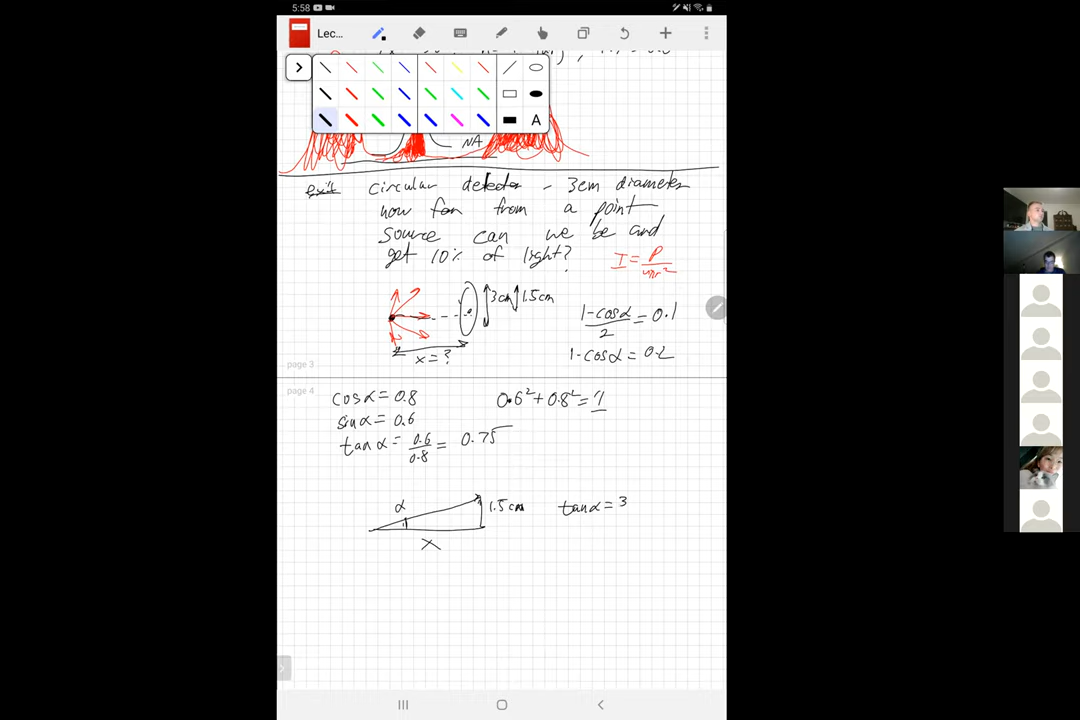 5:58
Lec...
A
NA
Circular detector - 3cm diameter
how far from a point
source can we be and
get 10% of light?
I = P/4πr²
3cm 1.5cm
x = ?
(1-cosα)/2 = 0.1
1-cosα = 0.2
page 3
page 4
cosα = 0.8
0.6² + 0.8² = 1
sinα = 0.6
tanα = 0.6/0.8 = 0.75
α
1.5cm
tanα = 3
X